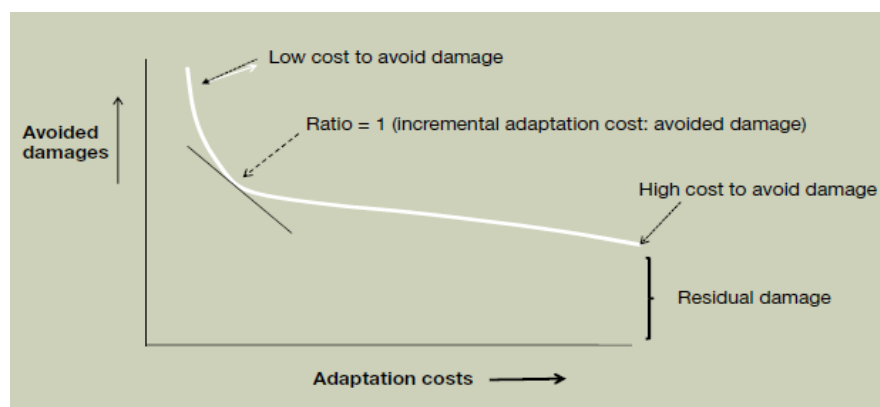 Low cost to avoid damage
Ratio = 1 (incremental adaptation cost: avoided damage)
Avoided
damages
High cost to avoid damage
Residual damage
Adaptation costs